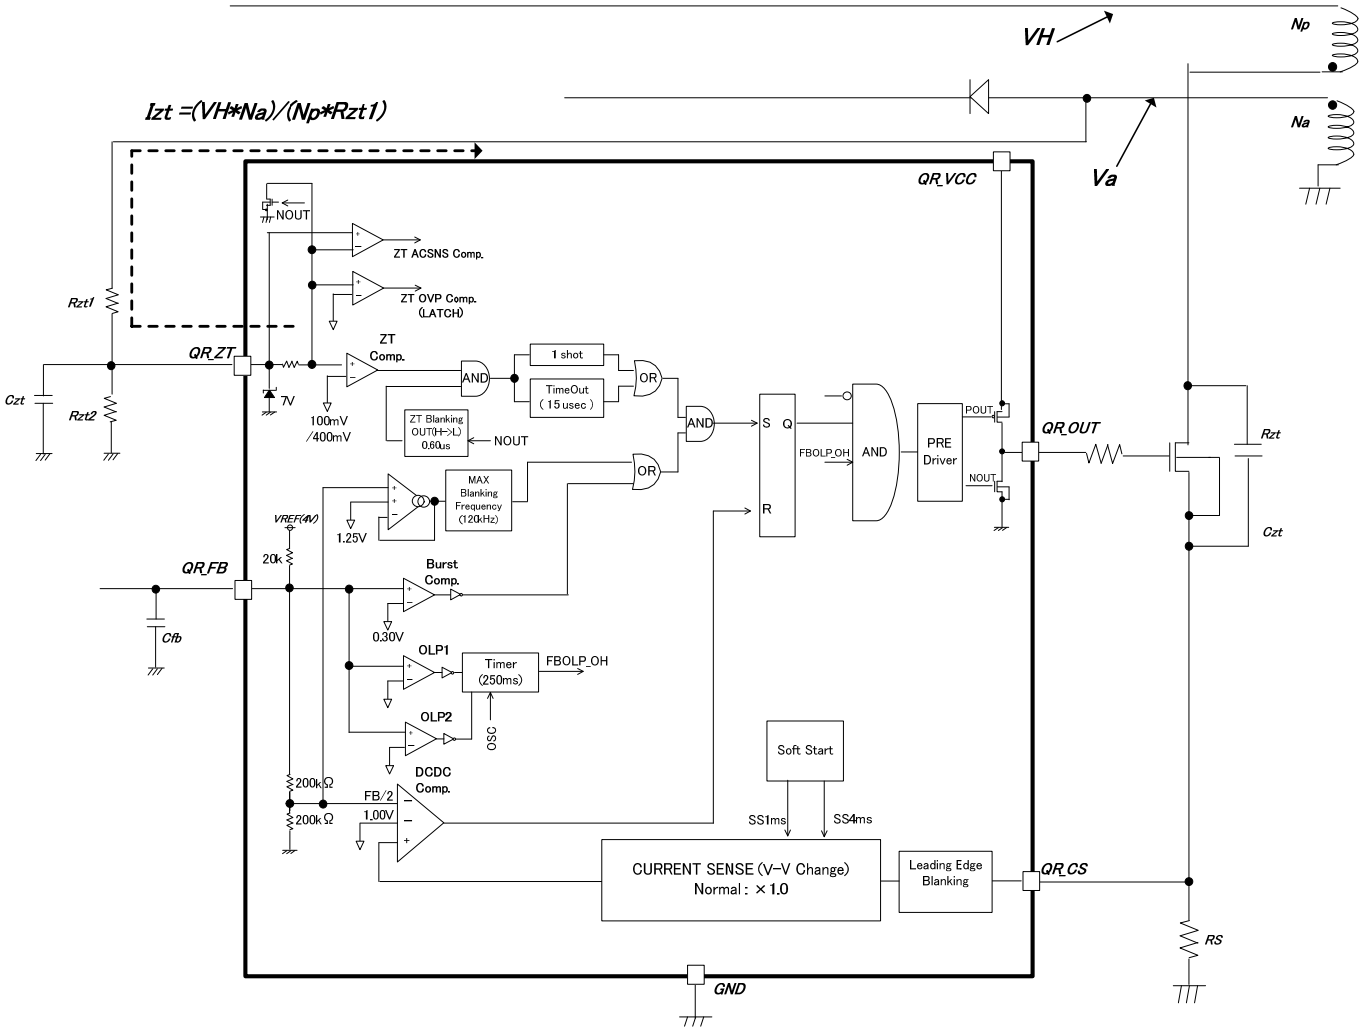 VH
Np
Izt =(VH*Na)/(Np*Rzt1)
Na
Va
QR_VCC
NOUT
ZT ACSNS Comp.
ZT OVP Comp.
(LATCH)
Rzt1
QR_ZT
ZT
Comp.
1 shot
AND
OR
TimeOut
( 15 usec )
7V
Czt
Rzt2
100mV
/400mV
ZT Blanking
OUT(H->L)
0.60us
NOUT
AND
S Q
R
FBOLP_OH
AND
POUT
PRE
Driver
NOUT
QR_OUT
Rzt
Czt
OR
MAX
Blanking
Frequency
(120kHz)
1.25V
VREF(4V)
20k
QR_FB
Burst
Comp.
0.30V
Cfb
OLP1
Timer
(250ms)
FBOLP_OH
OLP2
OSC
DCDC
Comp.
200kΩ
FB/2
1.00V
200kΩ
Soft Start
SS1ms
SS4ms
CURRENT SENSE (V-V Change)
Normal : ×1.0
Leading Edge
Blanking
QR_CS
RS
GND